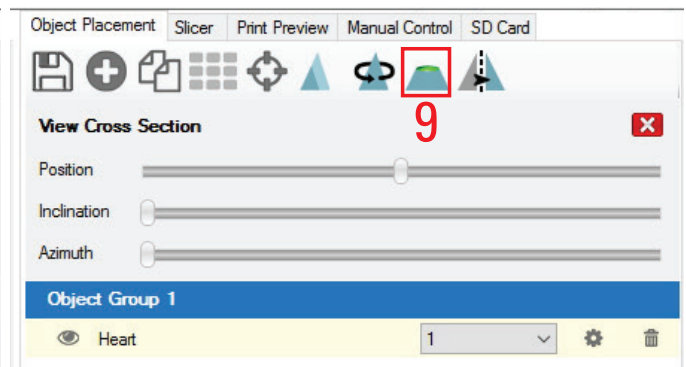 Object Placement Slicer Print Preview Manual Control SD Card
9
View Cross Section
Position
Inclination
Azimuth
Object Group 1
Heart 1